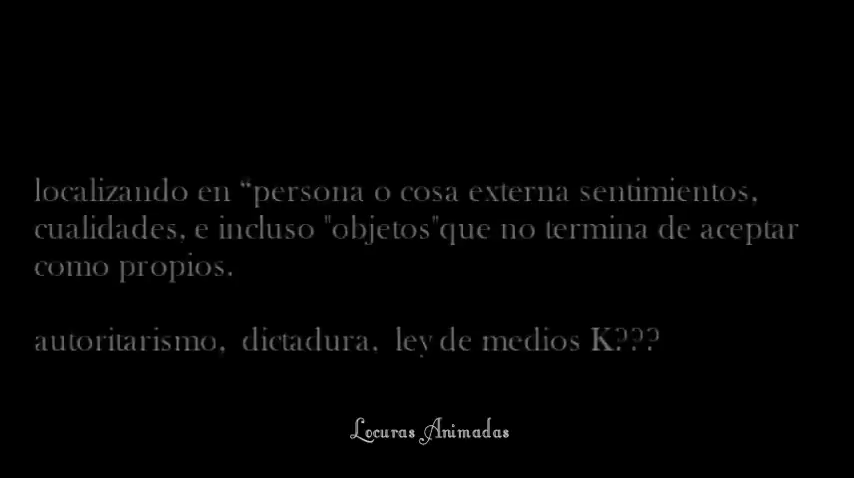 localizando en “persona o cosa externa sentimientos,
cualidades, e incluso "objetos"que no termina de aceptar
como propios.
autoritarismo, dictadura, ley de medios K???
Locuras Animadas